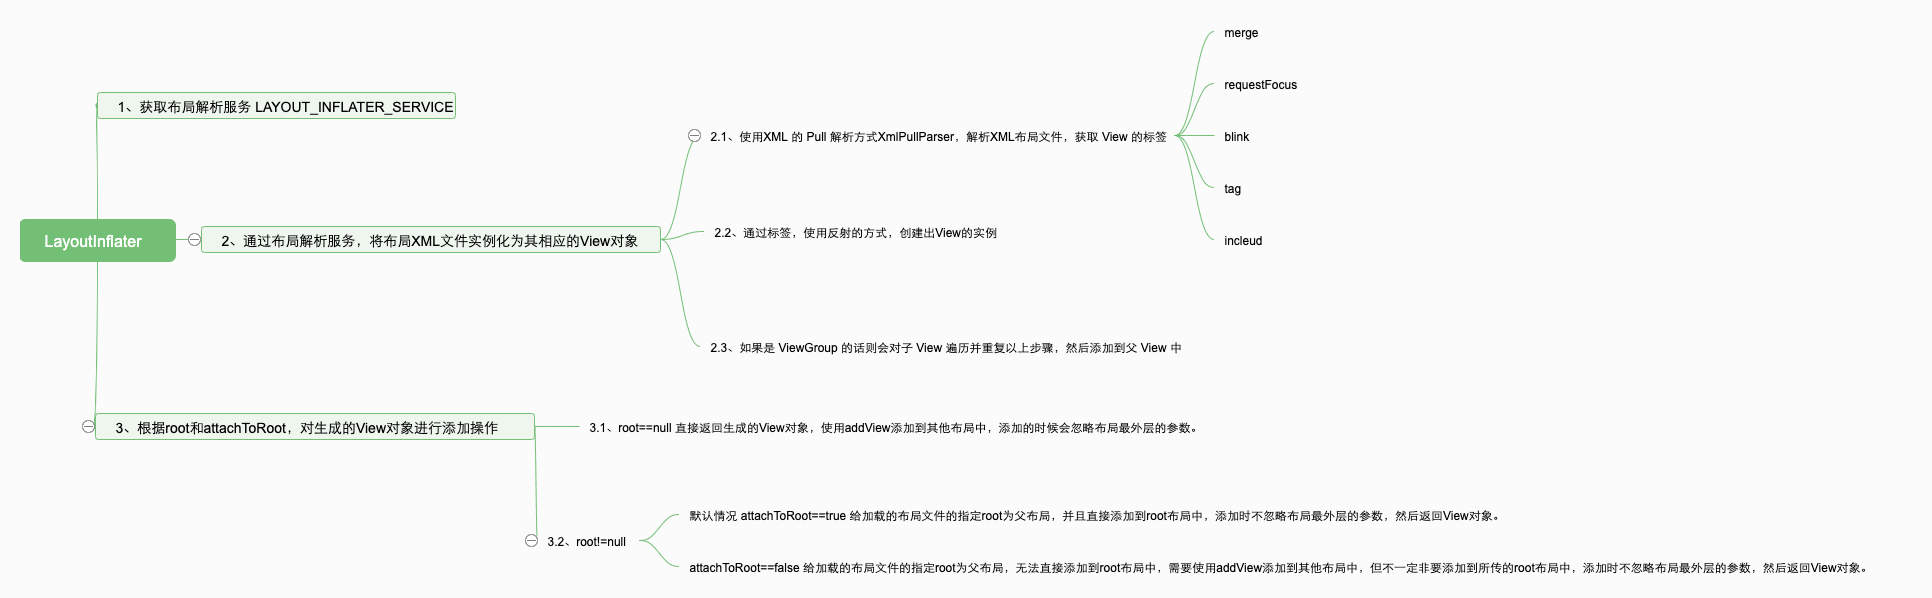 LayoutInflater
1、获取布局解析服务 LAYOUT_INFLATER_SERVICE
2、通过布局解析服务，将布局XML文件实例化为其相应的View对象
2.1、使用XML 的 Pull 解析方式XmlPullParser，解析XML布局文件，获取 View 的标签
merge
requestFocus
blink
tag
incleud
2.2、通过标签，使用反射的方式，创建出View的实例
2.3、如果是 ViewGroup 的话则会对子 View 遍历并重复以上步骤，然后添加到父 View 中
3、根据root和attachToRoot，对生成的View对象进行添加操作
3.1、root==null 直接返回生成的View对象，使用addView添加到其他布局中，添加的时候会忽略布局最外层的参数。
3.2、root!=null
默认情况 attachToRoot==true 给加载的布局文件的指定root为父布局，并且直接添加到root布局中，添加时不忽略布局最外层的参数，然后返回View对象。
attachToRoot==false 给加载的布局文件的指定root为父布局，无法直接添加到root布局中，需要使用addView添加到其他布局中，但不一定非要添加到所传的root布局中，添加时不忽略布局最外层的参数，然后返回View对象。